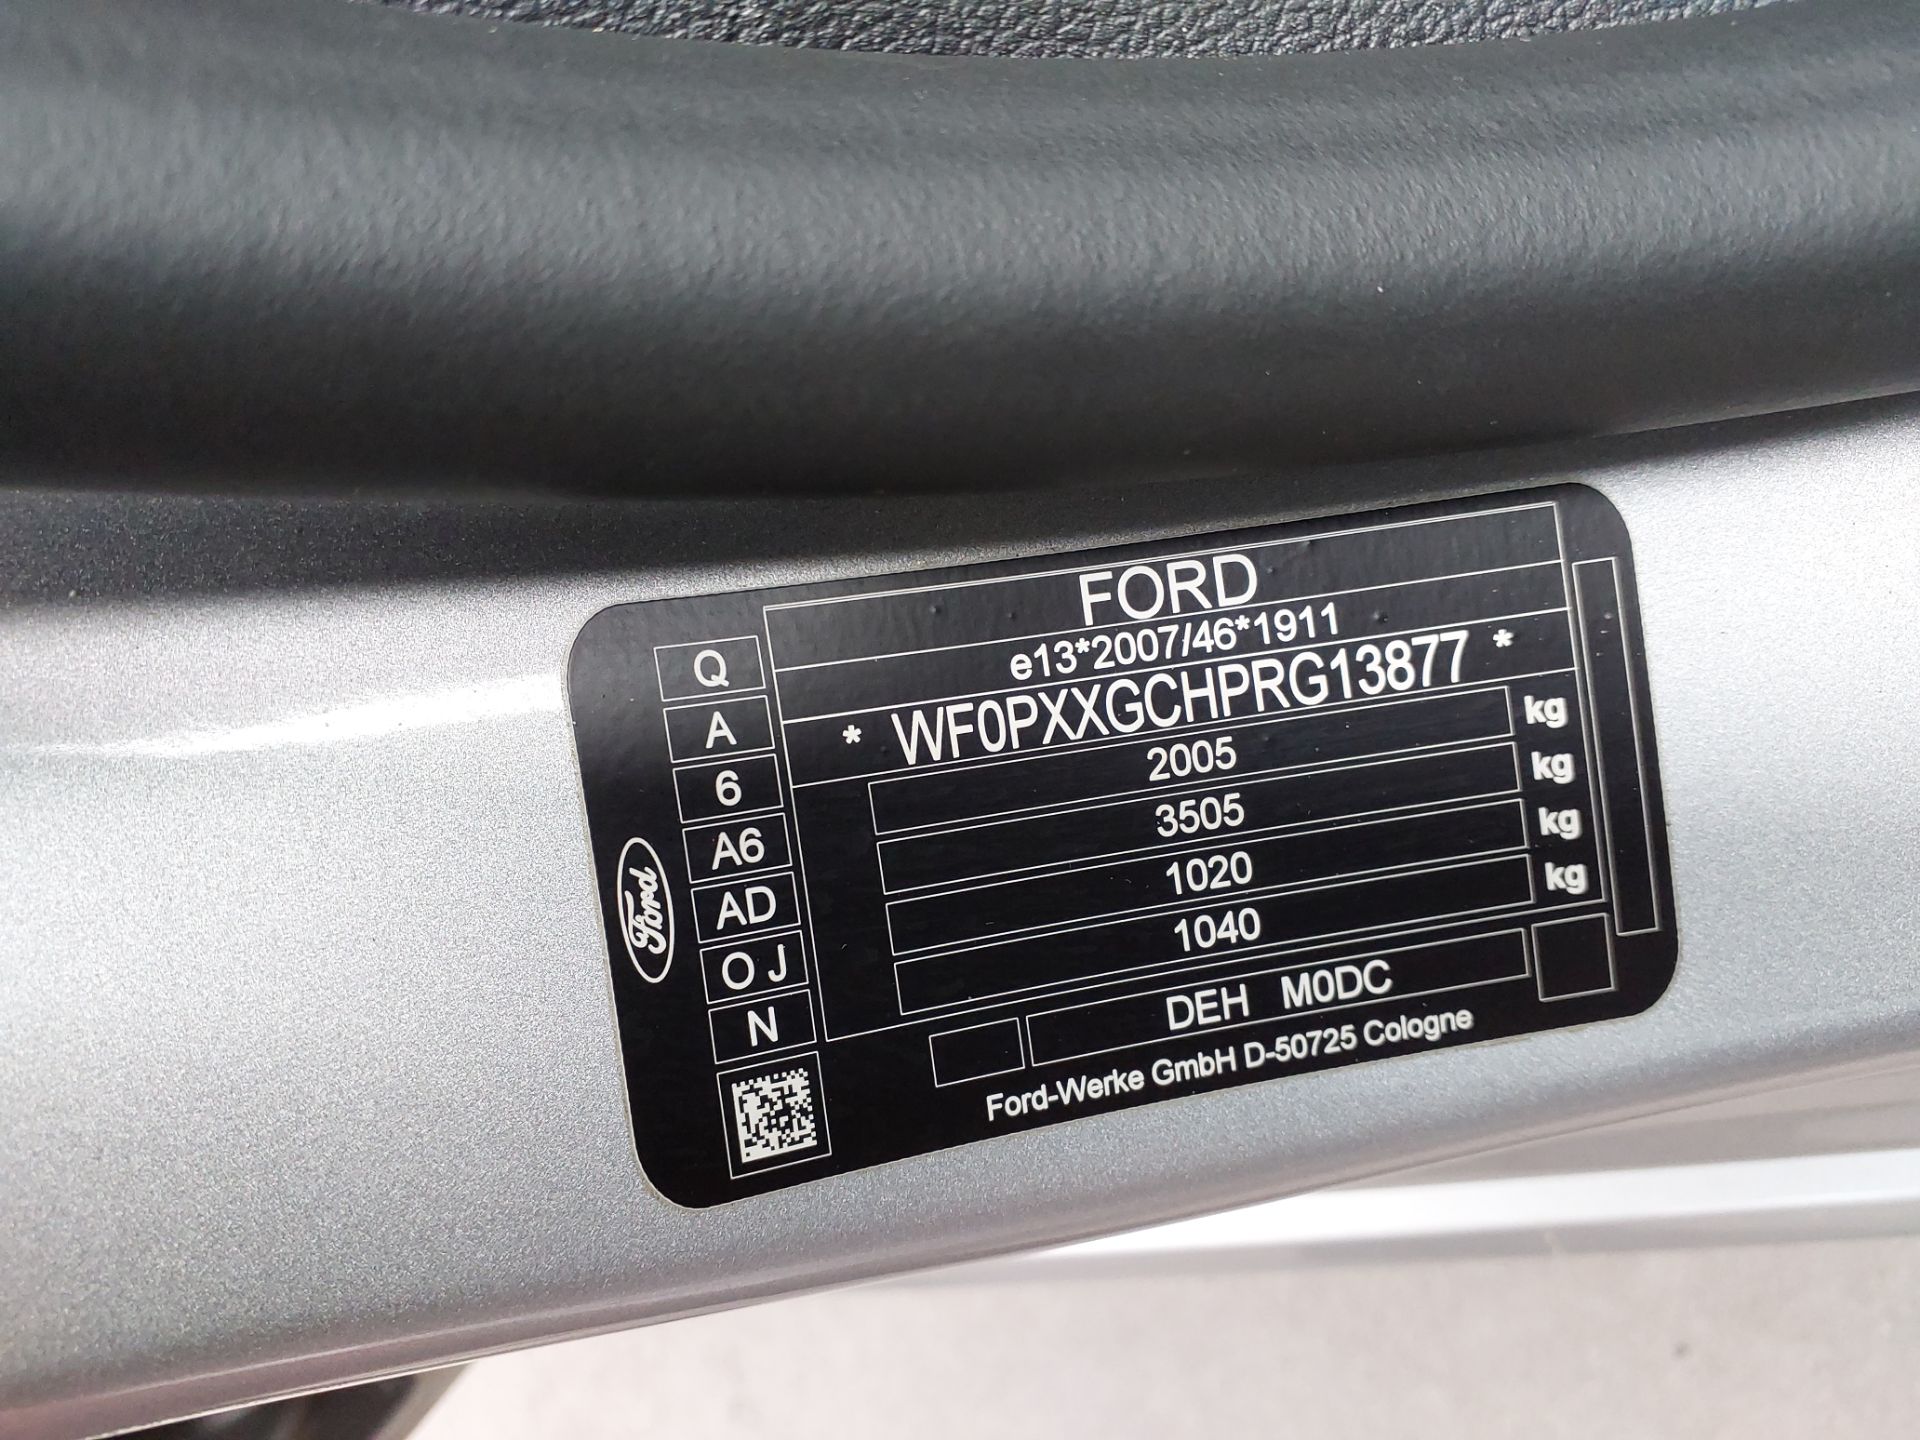 FORD
e13*2007/46*1911
* WF0PXXGCHPRG13877 *
2005 kg
3505 kg
1020 kg
1040 kg
DEH M0DC
Ford-Werke GmbH D-50725 Cologne
Q
A
6
A6
AD
O J
N
Ford